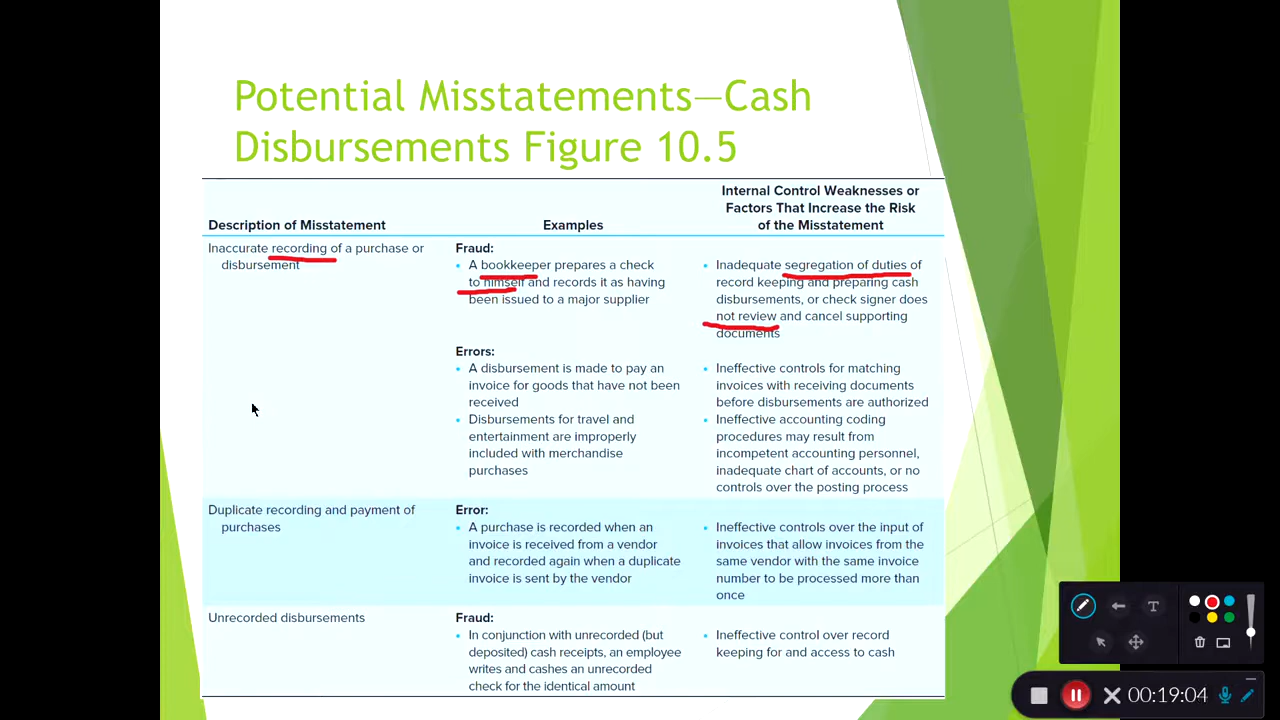 Potential Misstatements—Cash
Disbursements Figure 10.5
Internal Control Weaknesses or
Factors That Increase the Risk
Description of Misstatement
Examples
of the Misstatement
Inaccurate recording of a purchase or
disbursement
Fraud:
• A bookkeeper prepares a check
to himself and records it as having
been issued to a major supplier
• Inadequate segregation of duties of
record keeping and preparing cash
disbursements, or check signer does
not review and cancel supporting
documents
Errors:
• A disbursement is made to pay an
invoice for goods that have not been
received
• Ineffective controls for matching
invoices with receiving documents
before disbursements are authorized
• Disbursements for travel and
entertainment are improperly
included with merchandise
purchases
• Ineffective accounting coding
procedures may result from
incompetent accounting personnel,
inadequate chart of accounts, or no
controls over the posting process
Duplicate recording and payment of
purchases
Error:
• A purchase is recorded when an
invoice is received from a vendor
and recorded again when a duplicate
invoice is sent by the vendor
• Ineffective controls over the input of
invoices that allow invoices from the
same vendor with the same invoice
number to be processed more than
once
Unrecorded disbursements
Fraud:
• In conjunction with unrecorded (but
deposited) cash receipts, an employee
writes and cashes an unrecorded
check for the identical amount
• Ineffective control over record
keeping for and access to cash
T
00:19:04